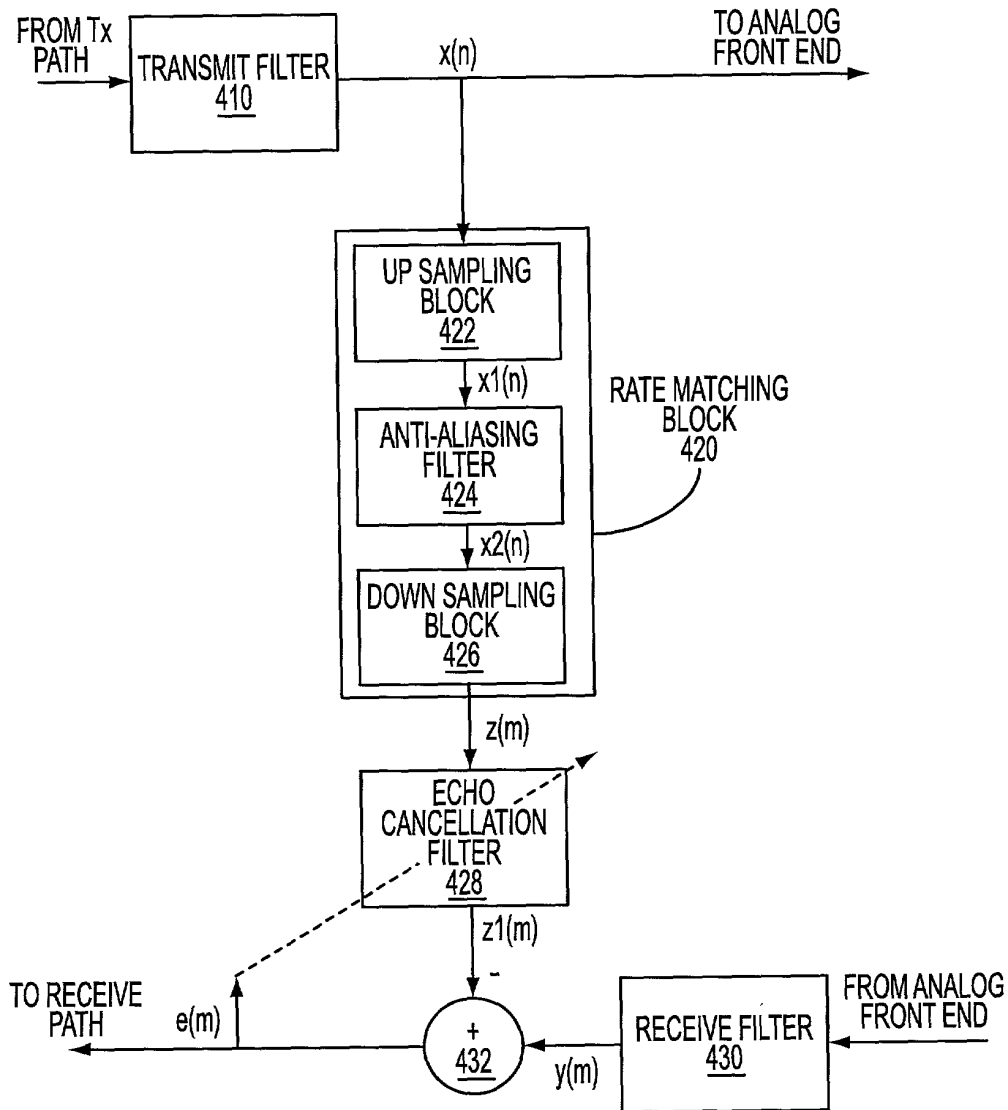 FROM Tx
PATH
TRANSMIT FILTER
410
x(n)
TO ANALOG
FRONT END
UP SAMPLING
BLOCK
422
x1(n)
ANTI-ALIASING
FILTER
424
x2(n)
DOWN SAMPLING
BLOCK
426
RATE MATCHING
BLOCK
420
z(m)
ECHO
CANCELLATION
FILTER
428
z1(m)
-
TO RECEIVE
PATH
e(m)
+
432
y(m)
RECEIVE FILTER
430
FROM ANALOG
FRONT END